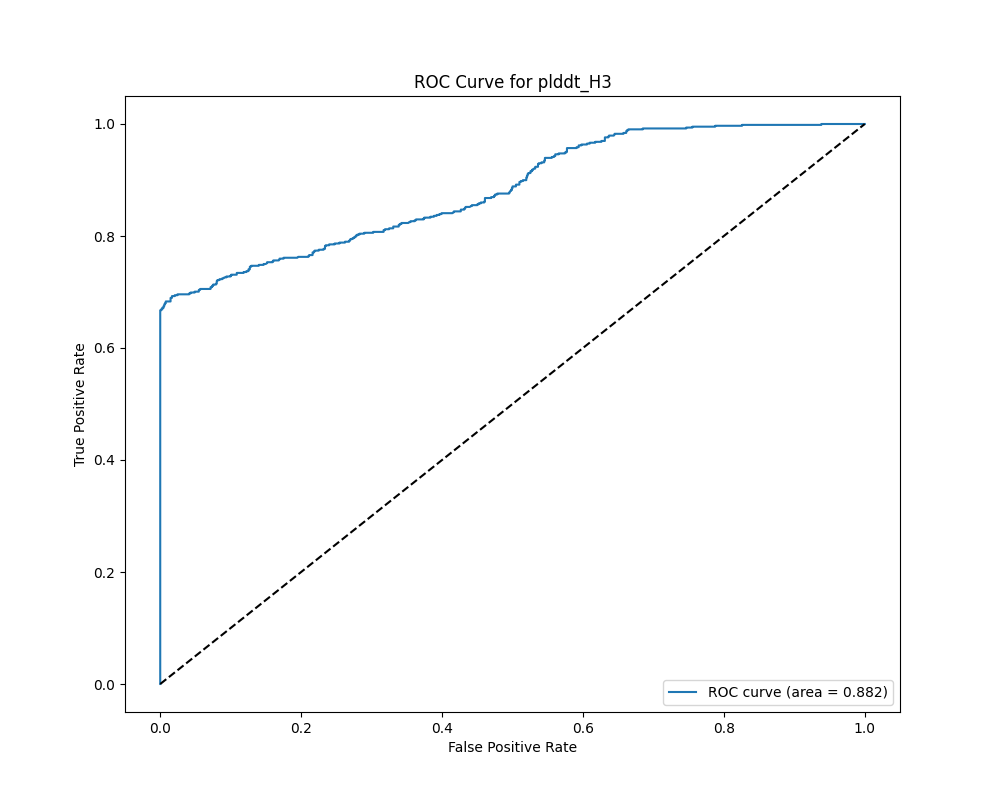 ROC Curve for plddt_H3
1.0
0.8
0.6
0.4
0.2
0.0
True Positive Rate
0.0 0.2 0.4 0.6 0.8 1.0
False Positive Rate
ROC curve (area = 0.882)